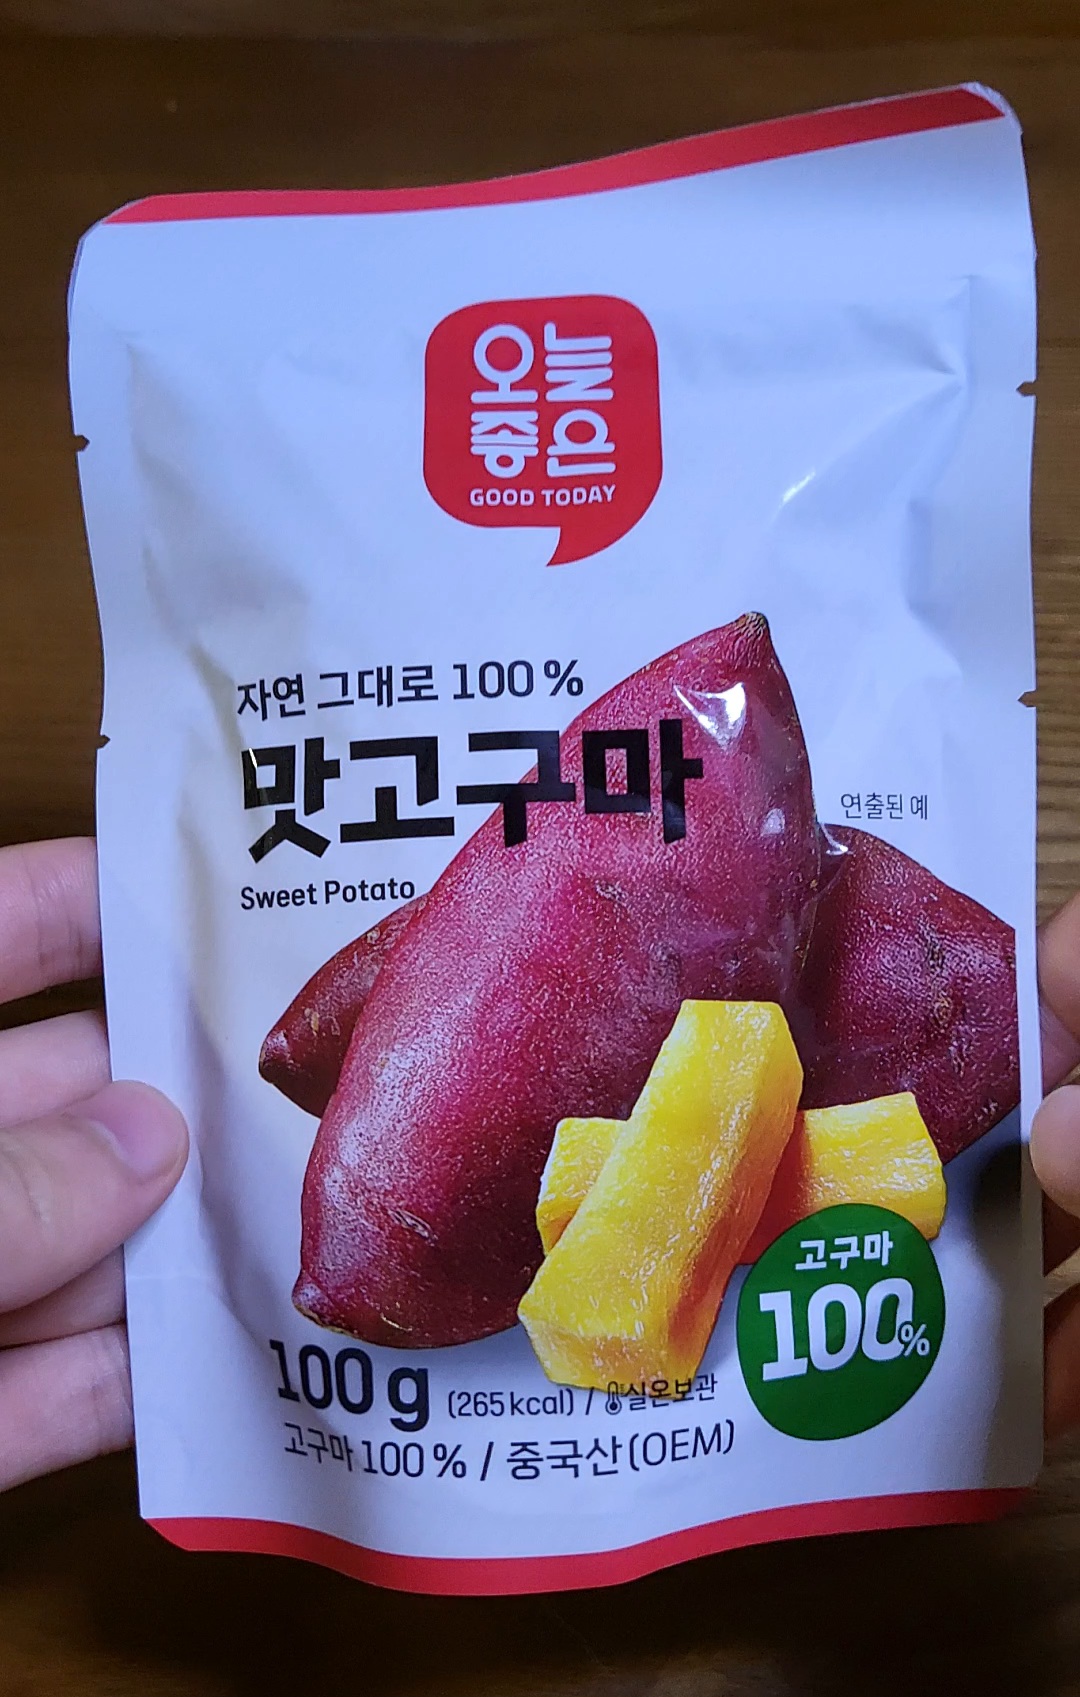 오늘
좋은
GOOD TODAY
자연 그대로 100%
맛고구마
Sweet Potato
연출된 예
고구마
100%
100g (265kcal) / 실온보관
고구마 100% / 중국산(OEM)